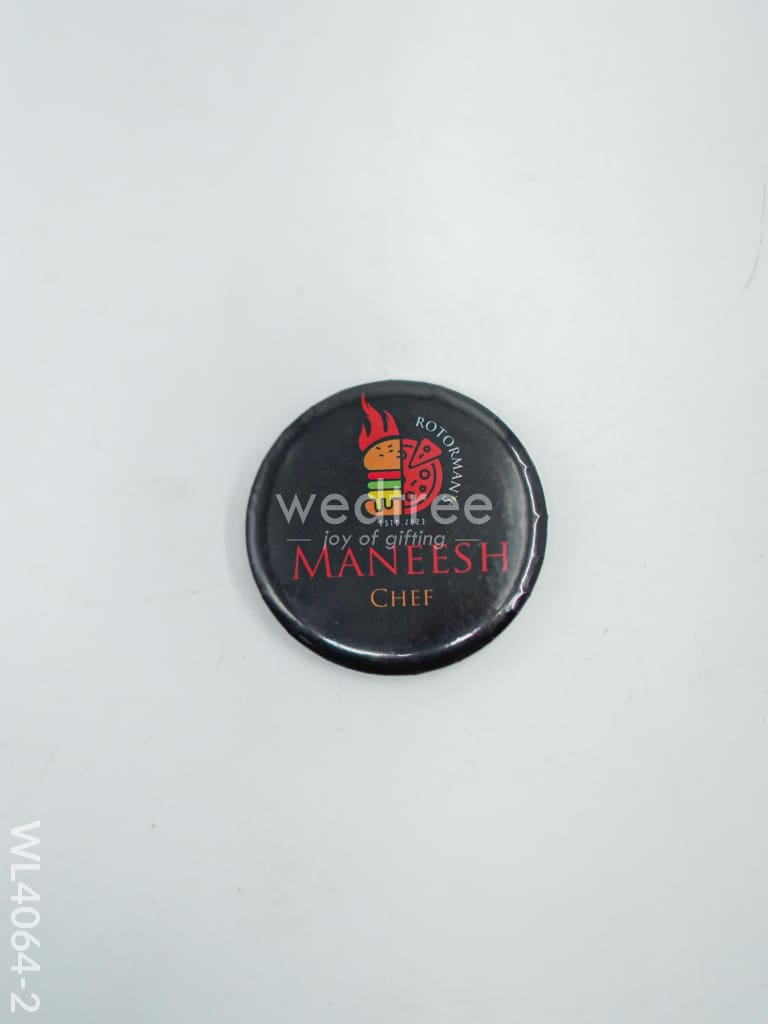 ROTORMAN'S
wedtree
ESTD.2023
joy of gifting
MANEESH
CHEF
WL4064-2